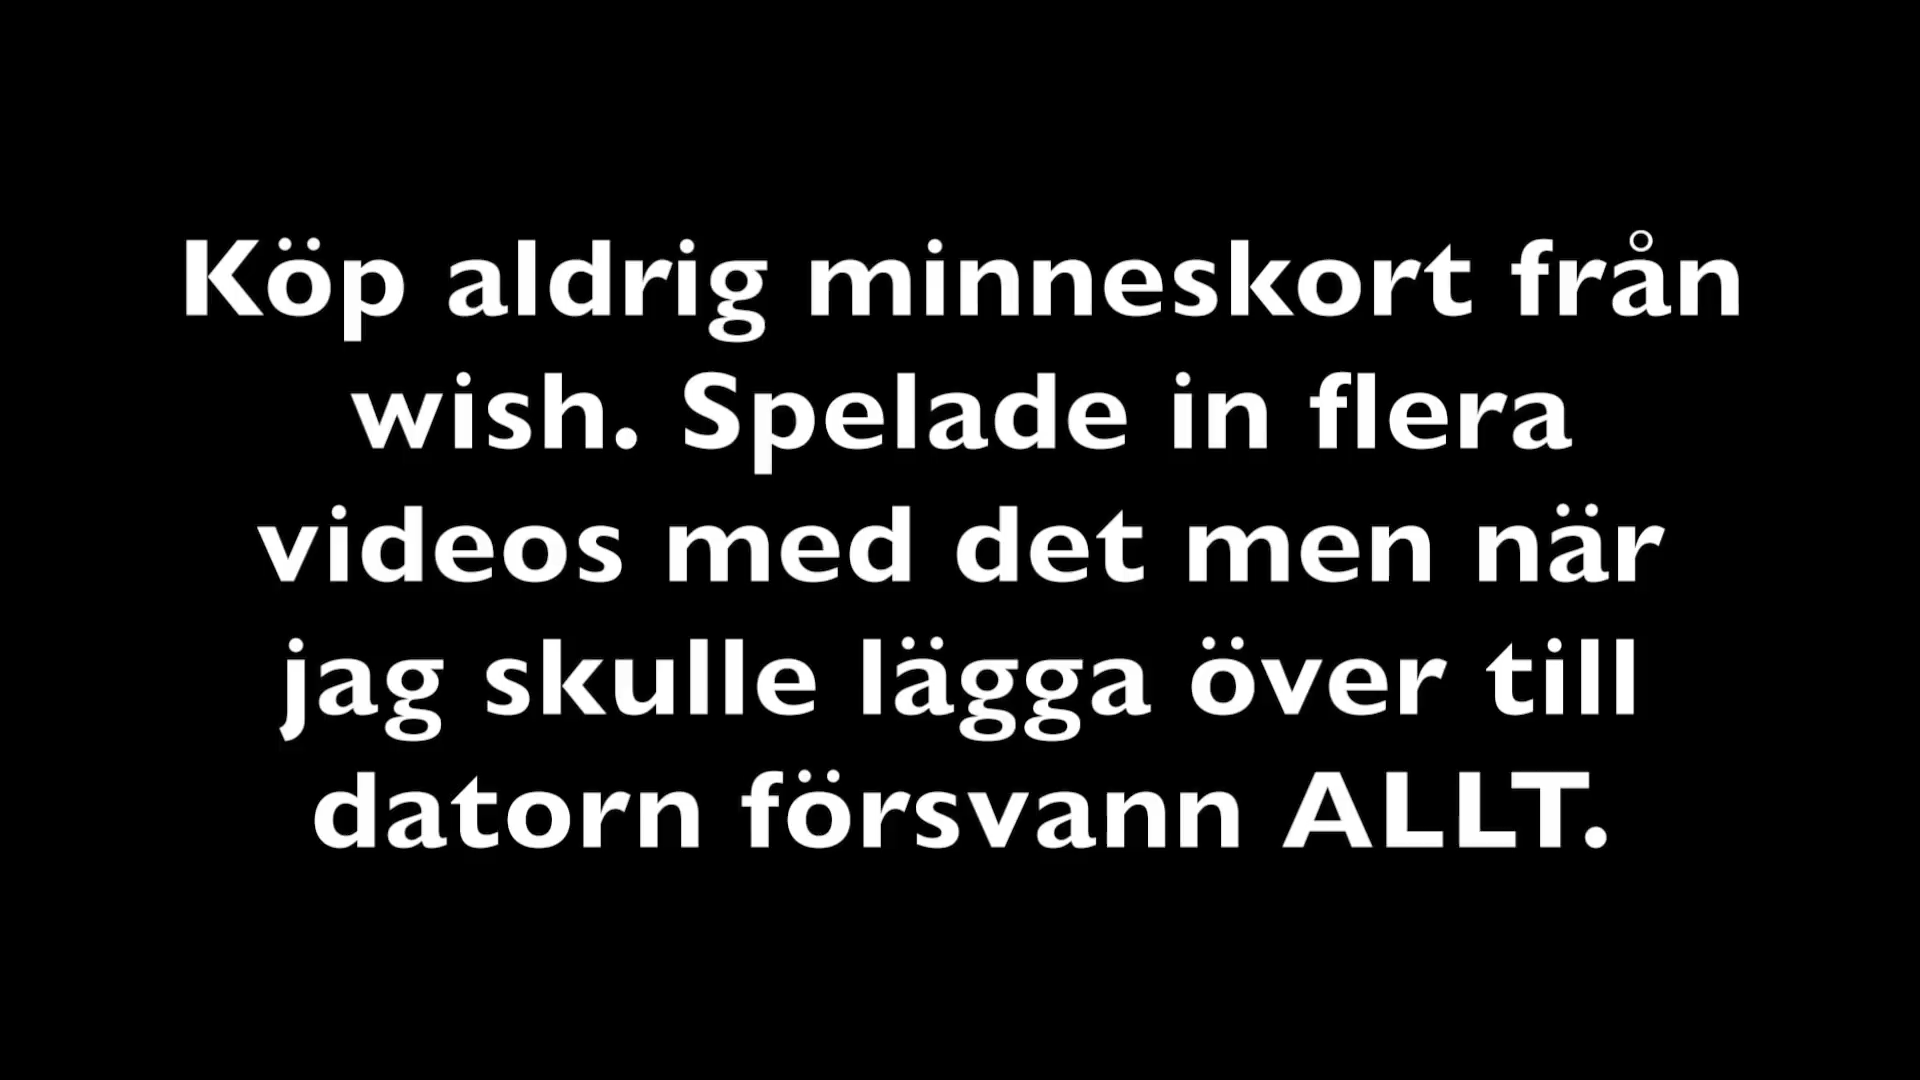 Köp aldrig minneskort från
wish. Spelade in flera
videos med det men när
jag skulle lägga över till
datorn försvann ALLT.